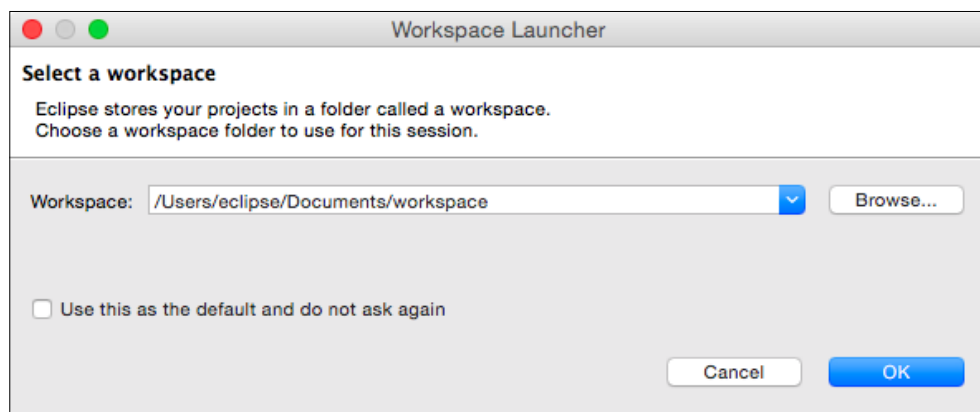 Workspace Launcher
Select a workspace
Eclipse stores your projects in a folder called a workspace.
Choose a workspace folder to use for this session.
Workspace: /Users/eclipse/Documents/workspace Browse...
Use this as the default and do not ask again
Cancel OK